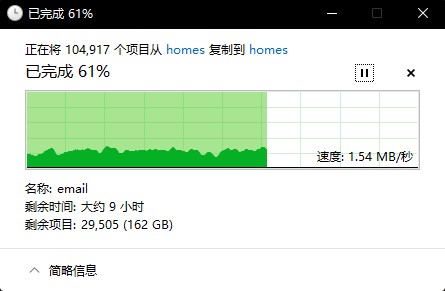 已完成 61%
正在将 104,917 个项目从 homes 复制到 homes
已完成 61%
速度: 1.54 MB/秒
名称: email
剩余时间: 大约 9 小时
剩余项目: 29,505 (162 GB)
简略信息